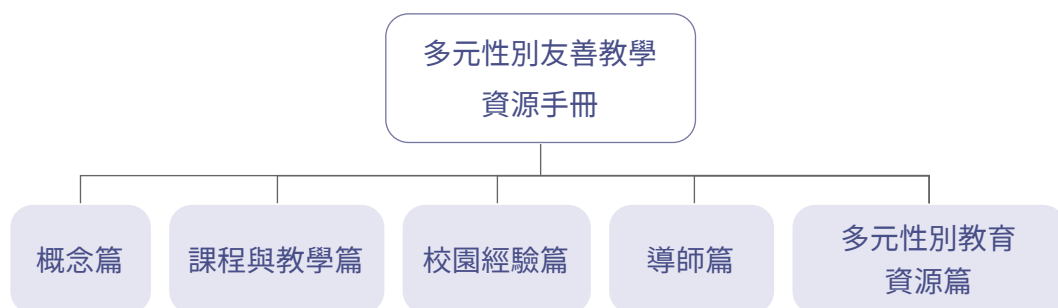 多元性別友善教學
資源手冊
概念篇
課程與教學篇
校園經驗篇
導師篇
多元性別教育
資源篇